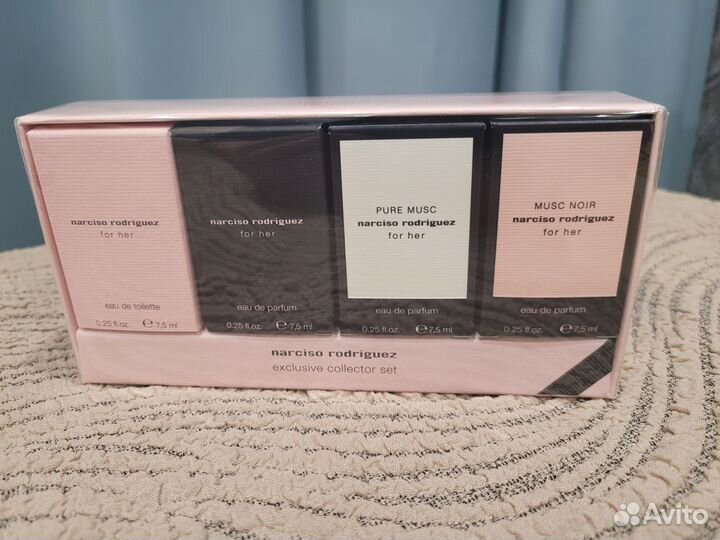 narciso rodriguez
for her
eau de toilette
0.25 fl.oz. e 7,5 ml
narciso rodriguez
for her
eau de parfum
0.25 fl.oz. e 7,5 ml
PURE MUSC
narciso rodriguez
for her
eau de parfum
0.25 fl.oz. e 7,5 ml
MUSC NOIR
narciso rodriguez
for her
eau de parfum
0.25 fl.oz. e 7,5 ml
narciso rodriguez
exclusive collector set
Avito